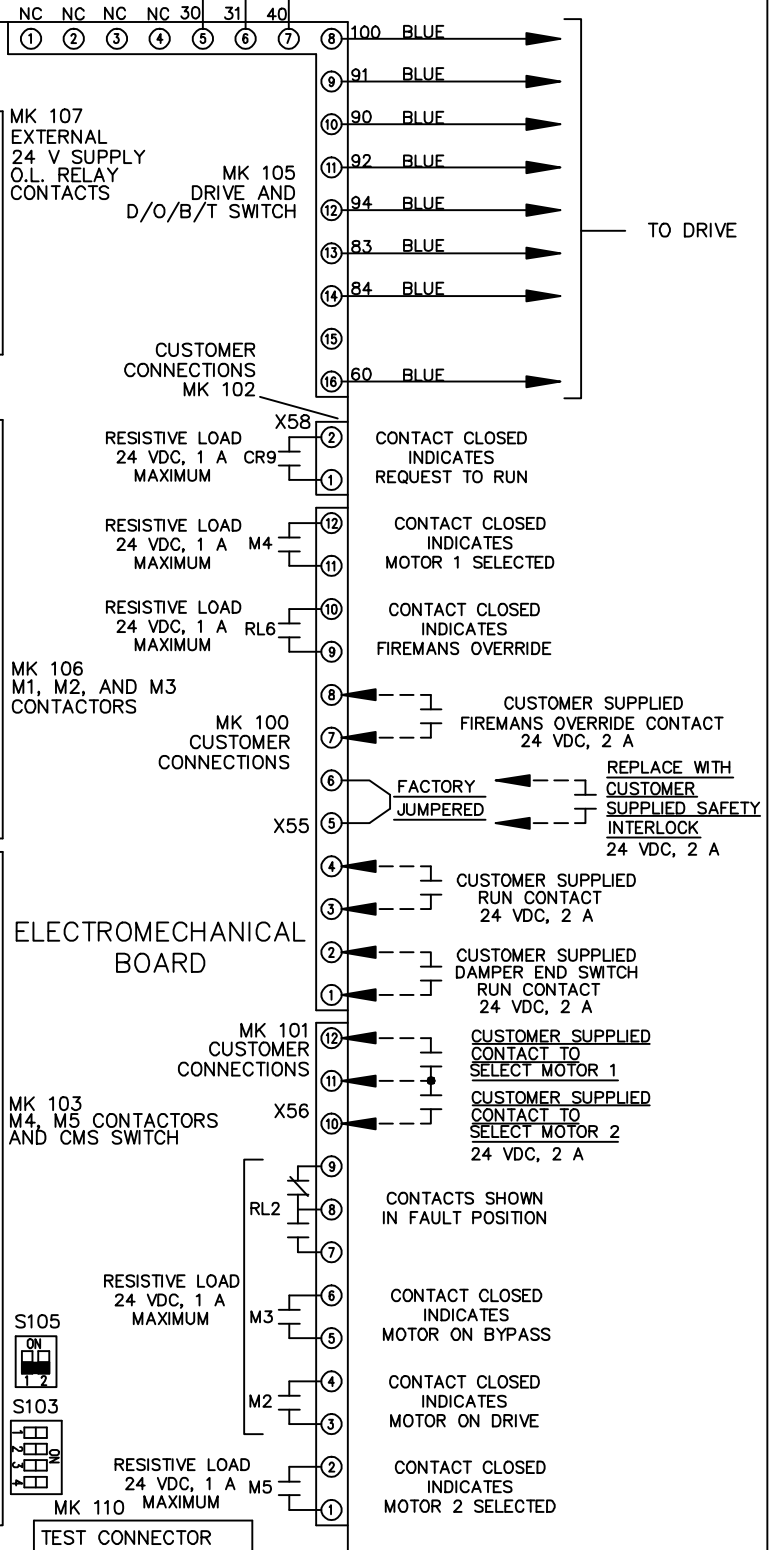 NC NC NC NC 30 31 40
1 2 3 4 5 6 7 8 100 BLUE
9 91 BLUE
10 90 BLUE
11 92 BLUE
12 94 BLUE
13 83 BLUE
14 84 BLUE
15
16 60 BLUE
TO DRIVE
MK 107
EXTERNAL
24 V SUPPLY
O.L. RELAY
CONTACTS
MK 105
DRIVE AND
D/O/B/T SWITCH
CUSTOMER
CONNECTIONS
MK 102
X58
RESISTIVE LOAD
24 VDC, 1 A
MAXIMUM
CR9
2
1
CONTACT CLOSED
INDICATES
REQUEST TO RUN
RESISTIVE LOAD
24 VDC, 1 A
MAXIMUM
M4
12
11
CONTACT CLOSED
INDICATES
MOTOR 1 SELECTED
RESISTIVE LOAD
24 VDC, 1 A
MAXIMUM
RL6
10
9
CONTACT CLOSED
INDICATES
FIREMANS OVERRIDE
MK 106
M1, M2, AND M3
CONTACTORS
MK 100
CUSTOMER
CONNECTIONS
8
7
CUSTOMER SUPPLIED
FIREMANS OVERRIDE CONTACT
24 VDC, 2 A
X55
6
5
FACTORY
JUMPERED
REPLACE WITH
CUSTOMER
SUPPLIED SAFETY
INTERLOCK
24 VDC, 2 A
4
3
CUSTOMER SUPPLIED
RUN CONTACT
24 VDC, 2 A
ELECTROMECHANICAL
BOARD
2
1
CUSTOMER SUPPLIED
DAMPER END SWITCH
RUN CONTACT
24 VDC, 2 A
MK 101
CUSTOMER
CONNECTIONS
X56
12
11
10
CUSTOMER SUPPLIED
CONTACT TO
SELECT MOTOR 1
CUSTOMER SUPPLIED
CONTACT TO
SELECT MOTOR 2
24 VDC, 2 A
MK 103
M4, M5 CONTACTORS
AND CMS SWITCH
RL2
9
8
7
CONTACTS SHOWN
IN FAULT POSITION
RESISTIVE LOAD
24 VDC, 1 A
MAXIMUM
M3
6
5
CONTACT CLOSED
INDICATES
MOTOR ON BYPASS
S105
ON
1 2
M2
4
3
CONTACT CLOSED
INDICATES
MOTOR ON DRIVE
S103
1
2
3
4
ON
RESISTIVE LOAD
24 VDC, 1 A
MAXIMUM
M5
2
1
CONTACT CLOSED
INDICATES
MOTOR 2 SELECTED
MK 110
TEST CONNECTOR